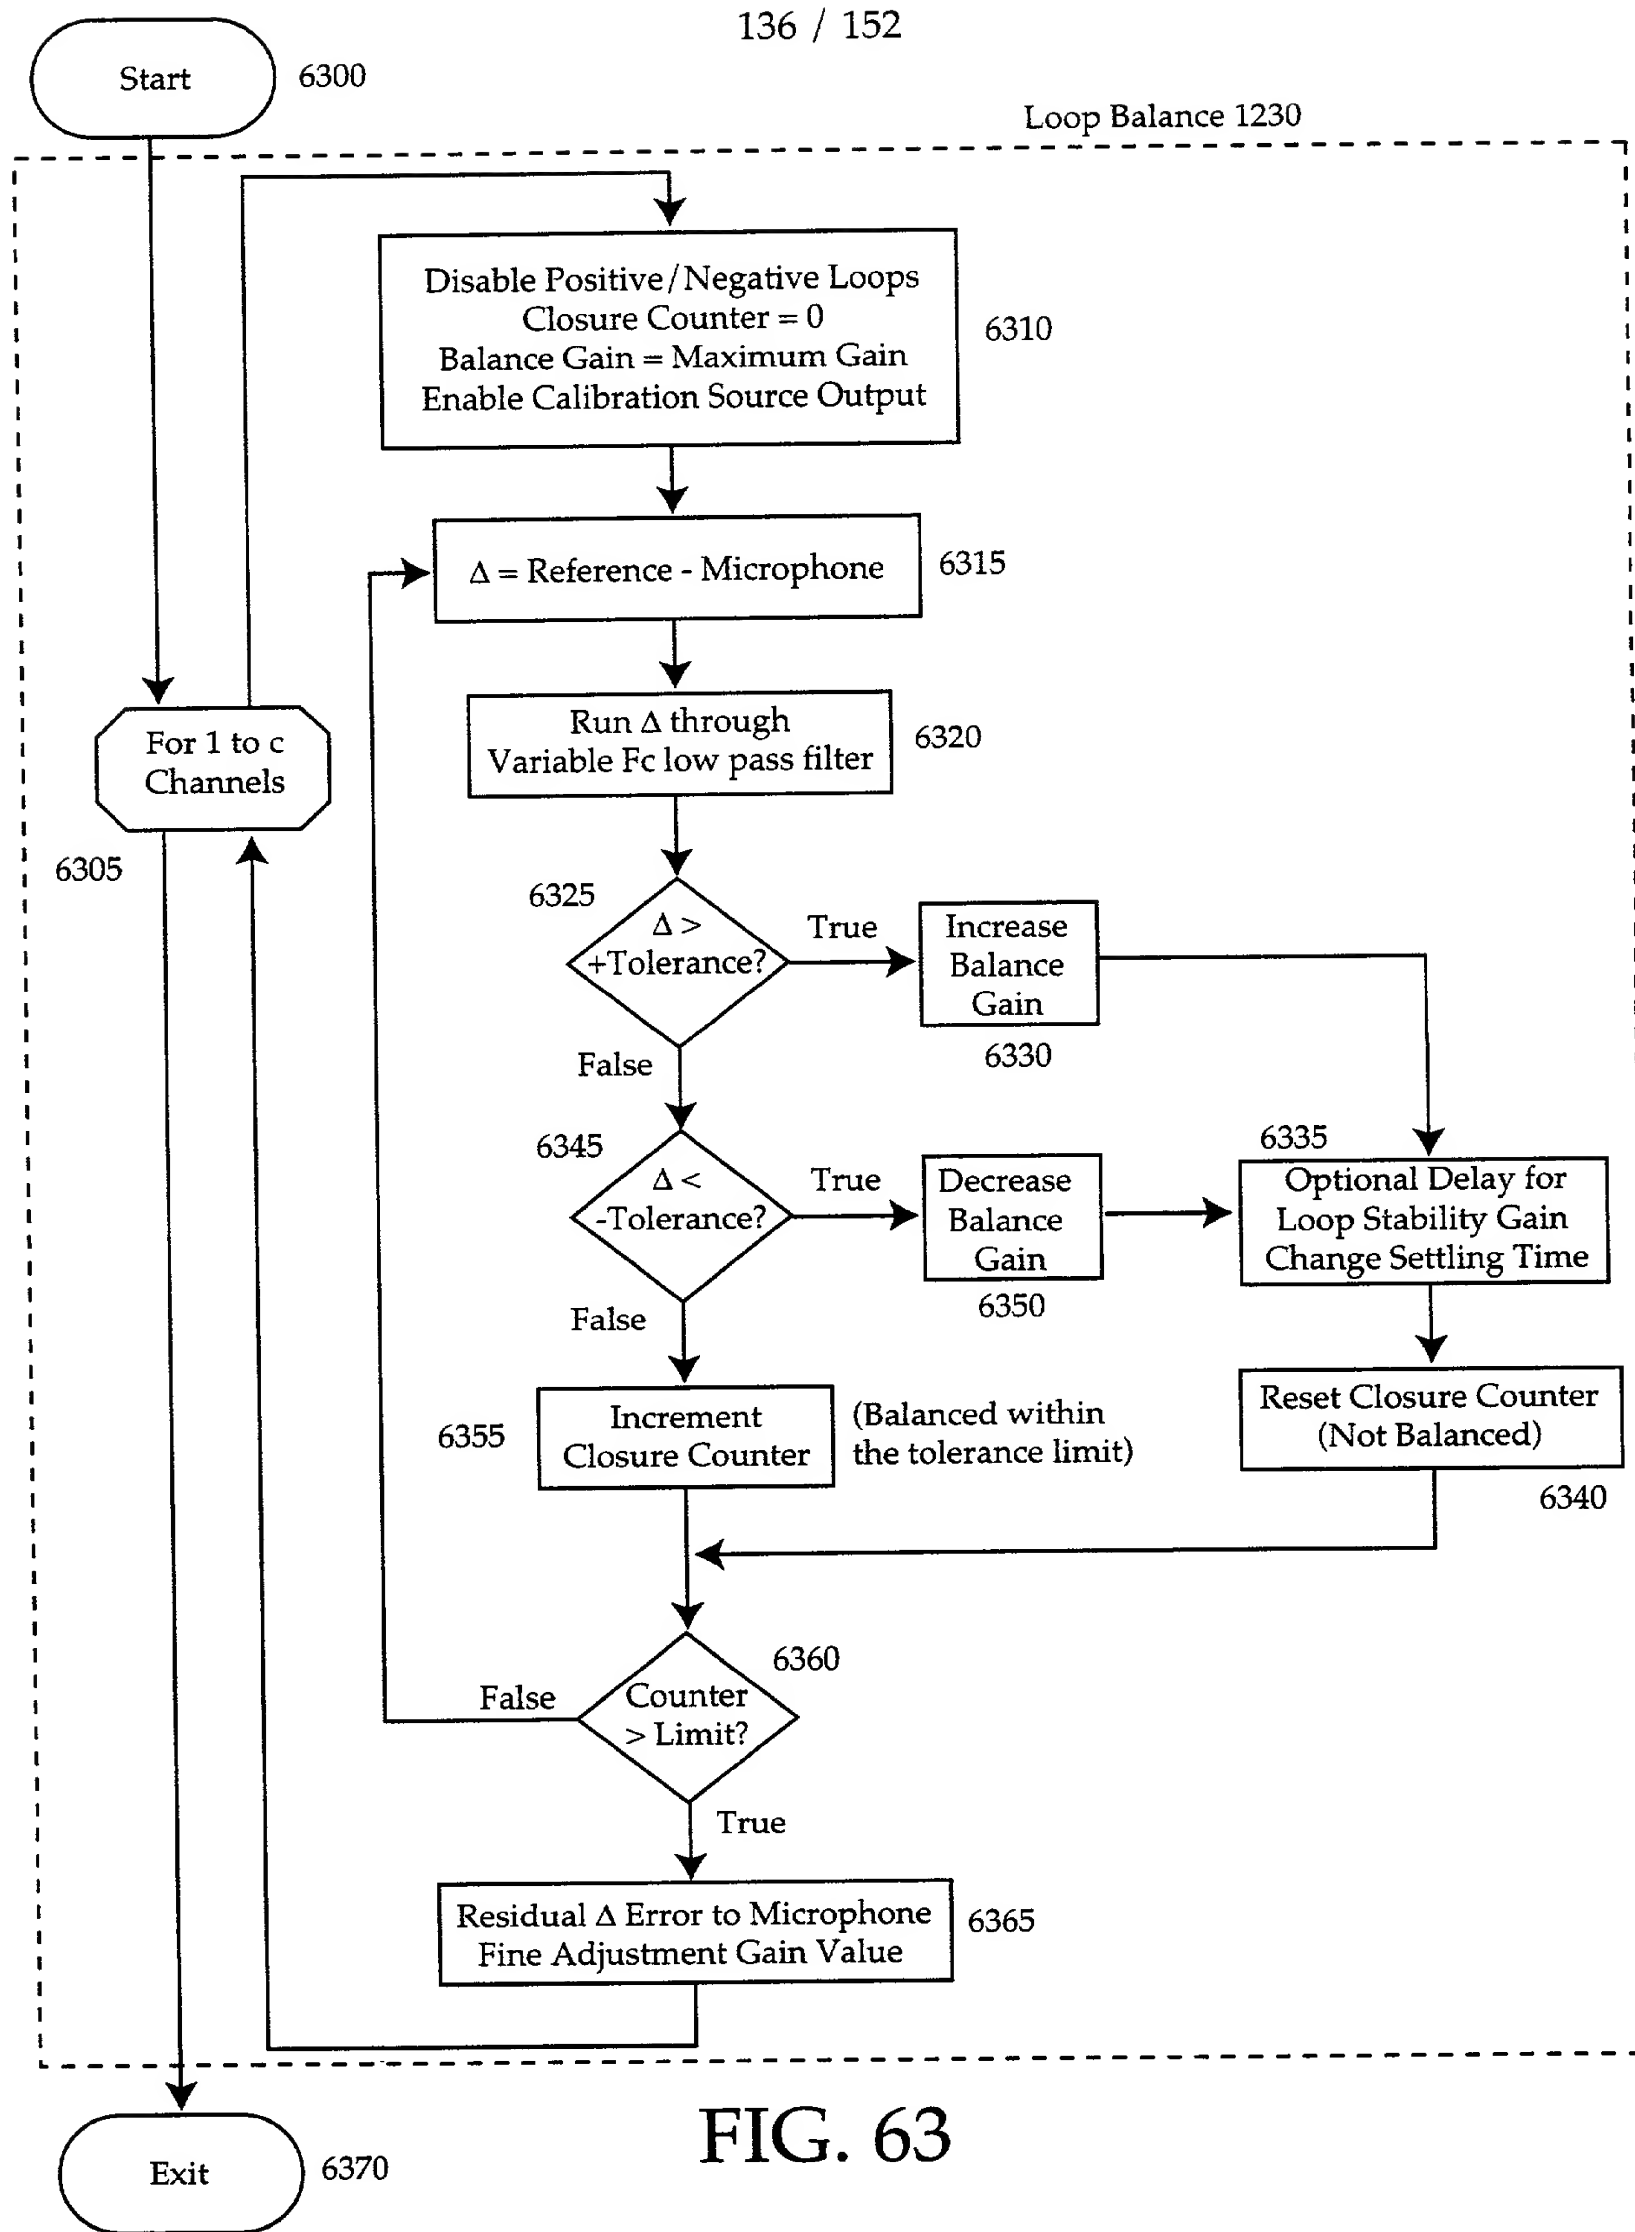 136 / 152
Start
6300
Loop Balance 1230
Disable Positive/Negative Loops
Closure Counter = 0
Balance Gain = Maximum Gain
Enable Calibration Source Output
6310
Δ = Reference - Microphone
6315
Run Δ through
Variable Fc low pass filter
6320
For 1 to c
Channels
6305
6325
Δ >
+Tolerance?
True
Increase
Balance
Gain
6330
False
6345
Δ <
-Tolerance?
True
Decrease
Balance
Gain
6350
6335
Optional Delay for
Loop Stability Gain
Change Settling Time
False
6355
Increment
Closure Counter
(Balanced within
the tolerance limit)
Reset Closure Counter
(Not Balanced)
6340
6360
Counter
> Limit?
False
True
Residual Δ Error to Microphone
Fine Adjustment Gain Value
6365
FIG. 63
Exit
6370